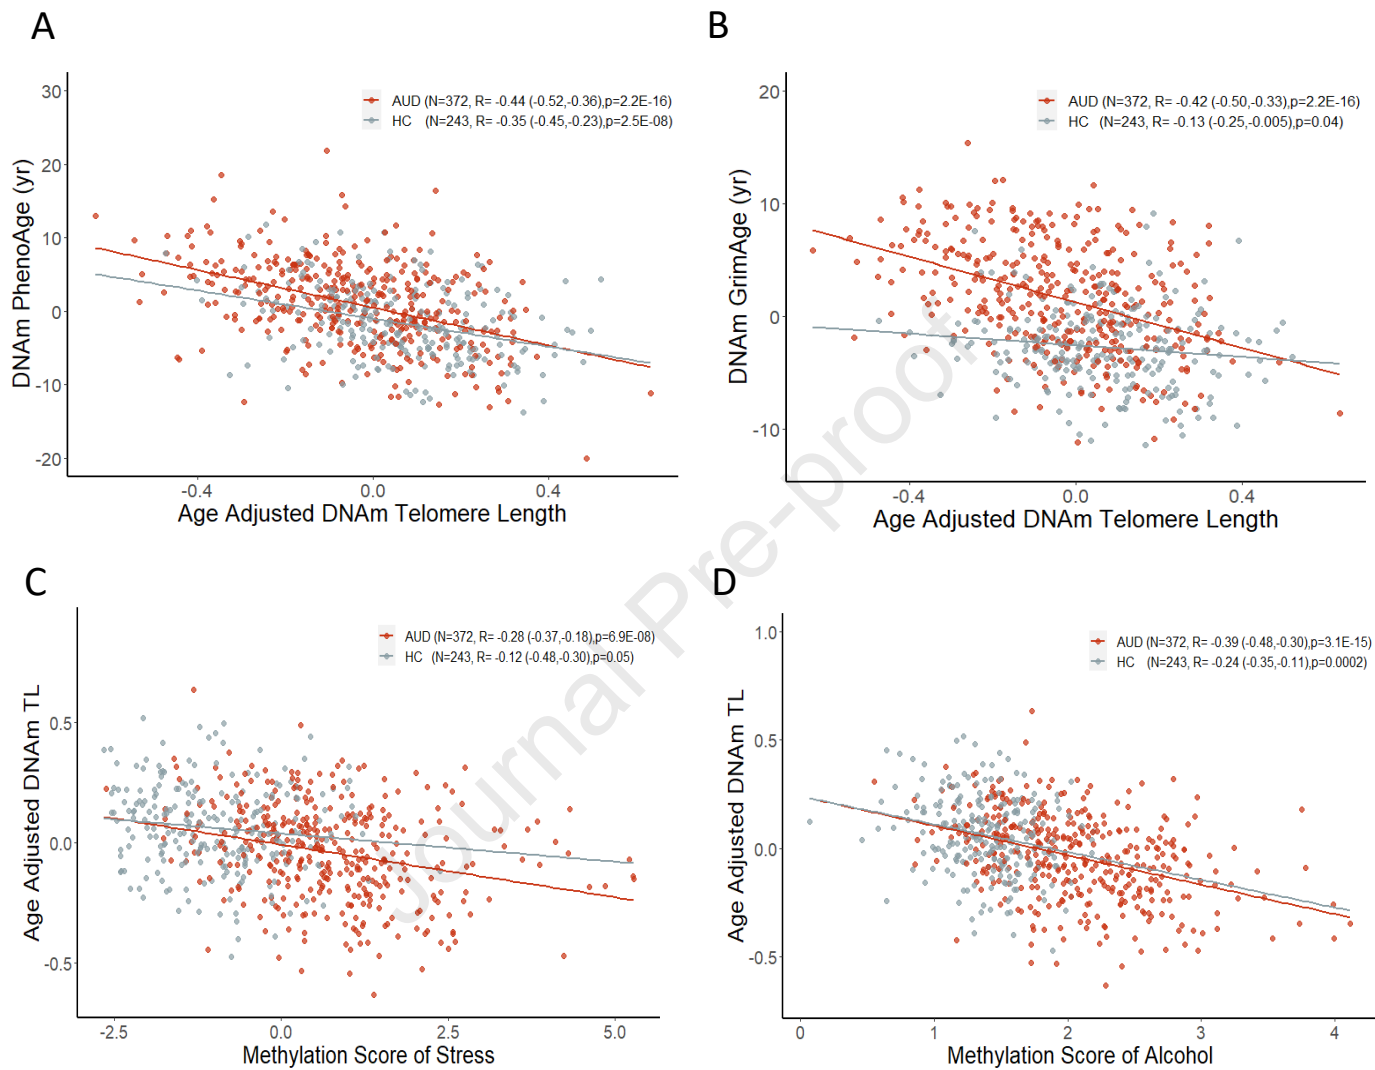 A
AUD (N=372, R= -0.44 (-0.52,-0.36),p=2.2E-16)
HC (N=243, R= -0.35 (-0.45,-0.23),p=2.5E-08)
DNAm PhenoAge (yr)
30
20
10
0
-10
-20
-0.4 0.0 0.4
Age Adjusted DNAm Telomere Length
B
AUD (N=372, R= -0.42 (-0.50,-0.33),p=2.2E-16)
HC (N=243, R= -0.13 (-0.25,-0.005),p=0.04)
DNAm GrimAge (yr)
20
10
0
-10
-0.4 0.0 0.4
Age Adjusted DNAm Telomere Length
C
AUD (N=372, R= -0.28 (-0.37,-0.18),p=6.9E-08)
HC (N=243, R= -0.12 (-0.48,-0.30),p=0.05)
Age Adjusted DNAm TL
0.5
0.0
-0.5
-2.5 0.0 2.5 5.0
Methylation Score of Stress
D
AUD (N=372, R= -0.39 (-0.48,-0.30),p=3.1E-15)
HC (N=243, R= -0.24 (-0.35,-0.11),p=0.0002)
Age Adjusted DNAm TL
1.0
0.5
0.0
-0.5
0 1 2 3 4
Methylation Score of Alcohol
Journal Pre-proof